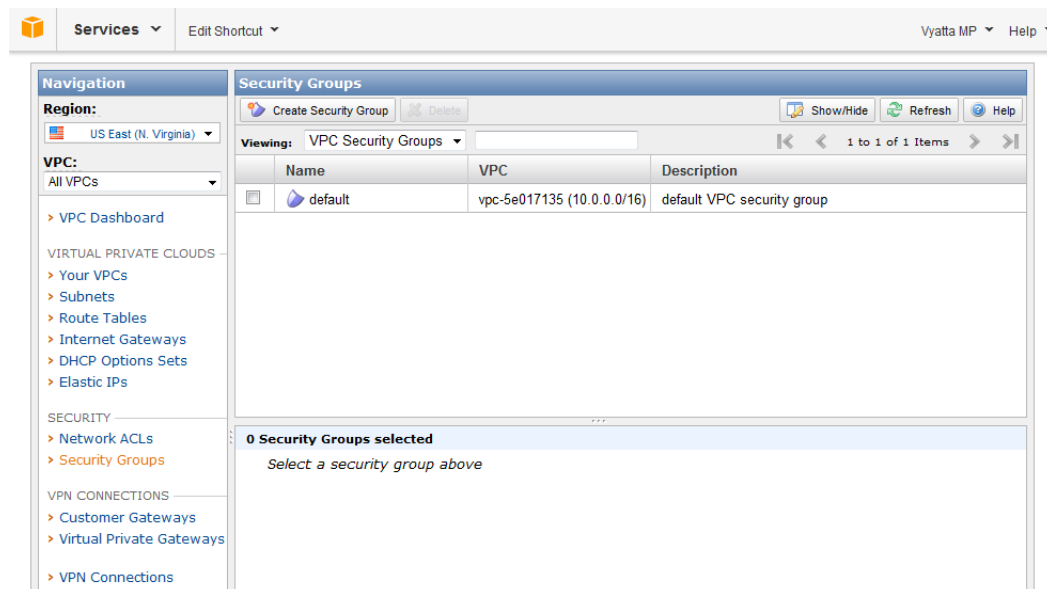 Services Edit Shortcut Vyatta MP Help
Navigation
Region:
US East (N. Virginia)
VPC:
All VPCs
VPC Dashboard
VIRTUAL PRIVATE CLOUDS
Your VPCs
Subnets
Route Tables
Internet Gateways
DHCP Options Sets
Elastic IPs
SECURITY
Network ACLs
Security Groups
VPN CONNECTIONS
Customer Gateways
Virtual Private Gateways
VPN Connections
Security Groups
Create Security Group Delete Show/Hide Refresh Help
Viewing: VPC Security Groups 1 to 1 of 1 Items
Name VPC Description
default vpc-5e017135 (10.0.0.0/16) default VPC security group
0 Security Groups selected
Select a security group above